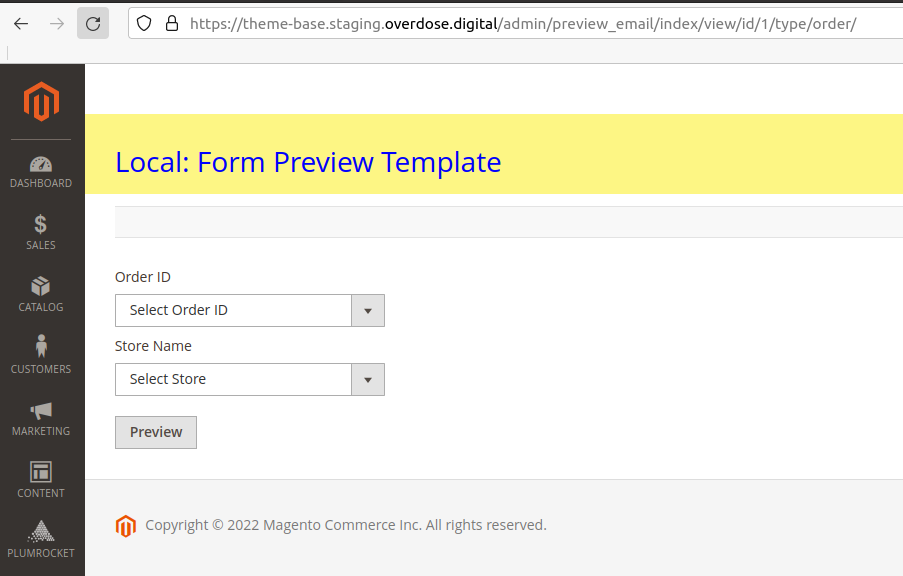 https://theme-base.staging.overdose.digital/admin/preview_email/index/view/id/1/type/order/
Local: Form Preview Template
DASHBOARD
SALES
CATALOG
CUSTOMERS
MARKETING
CONTENT
PLUMROCKET
Order ID
Select Order ID
Store Name
Select Store
Preview
Copyright © 2022 Magento Commerce Inc. All rights reserved.